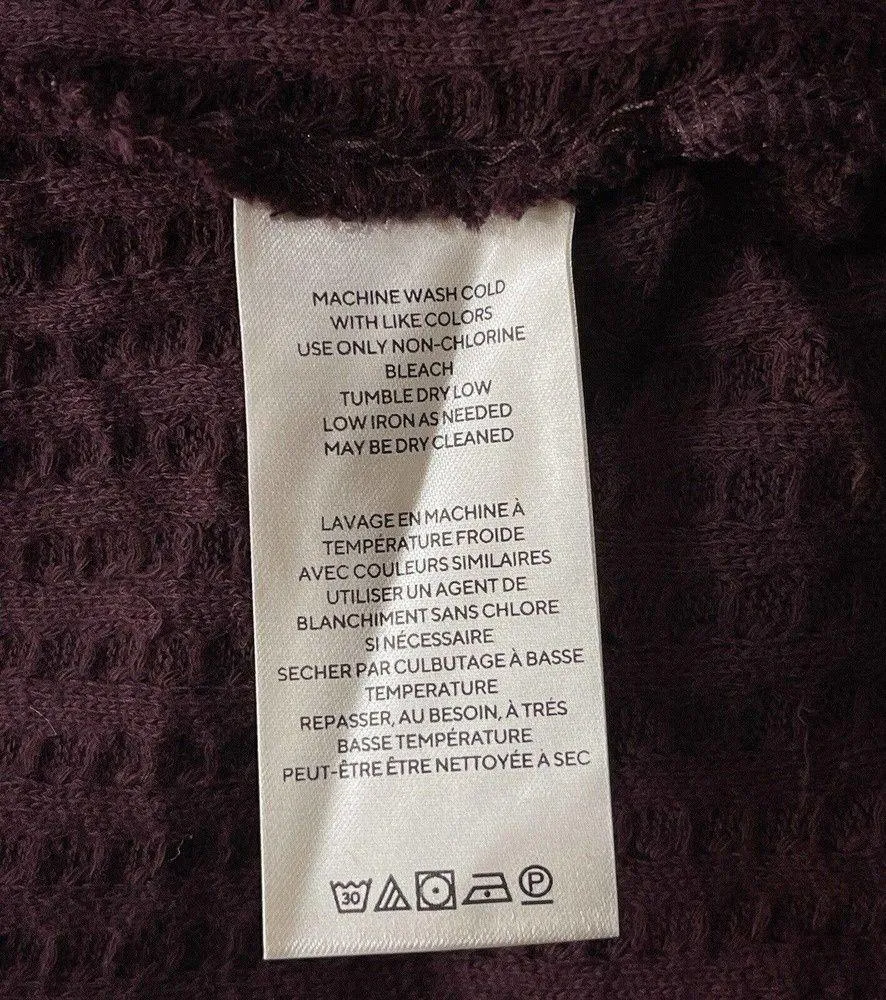 MACHINE WASH COLD
WITH LIKE COLORS
USE ONLY NON-CHLORINE
BLEACH
TUMBLE DRY LOW
LOW IRON AS NEEDED
MAY BE DRY CLEANED
LAVAGE EN MACHINE À
TEMPÉRATURE FROIDE
AVEC COULEURS SIMILAIRES
UTILISER UN AGENT DE
BLANCHIMENT SANS CHLORE
SI NÉCESSAIRE
SECHER PAR CULBUTAGE À BASSE
TEMPERATURE
REPASSER, AU BESOIN, À TRÉS
BASSE TEMPÉRATURE
PEUT-ÊTRE ÊTRE NETTOYÉE À SEC
30 P